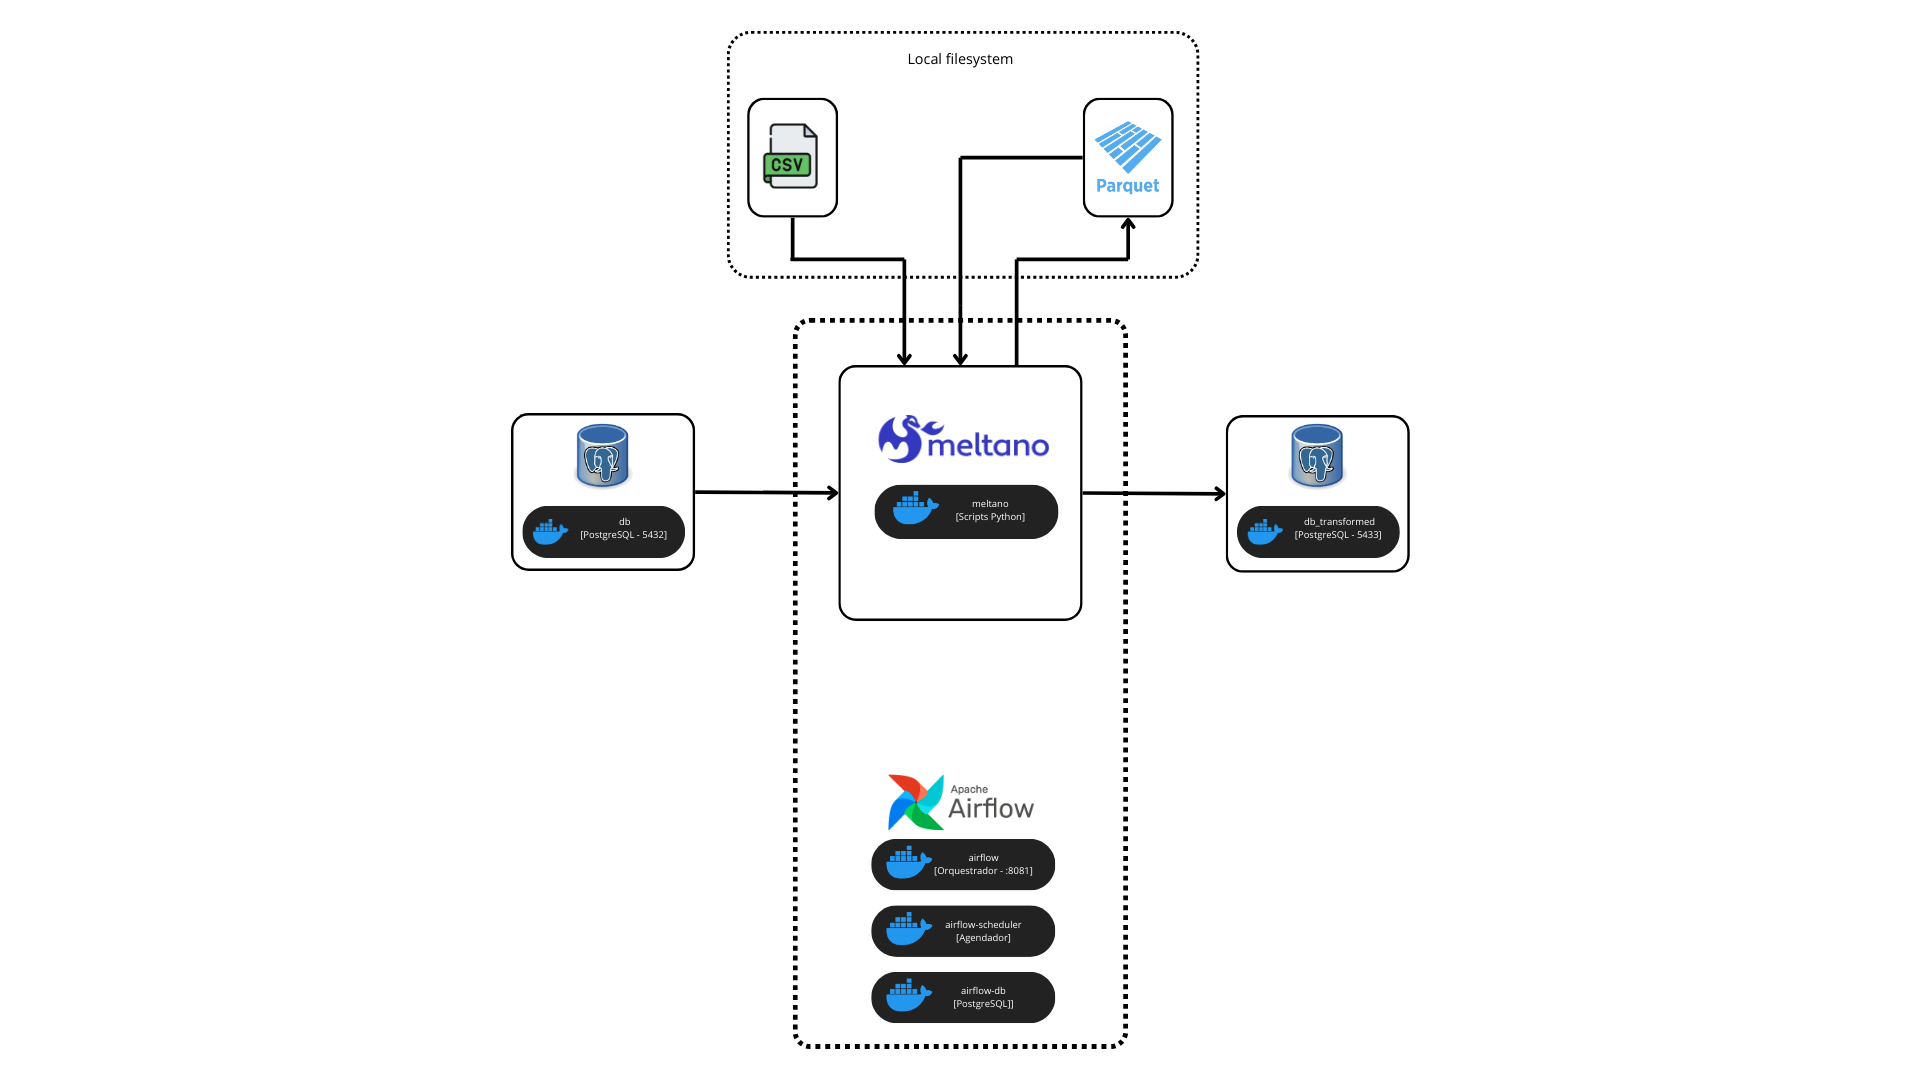 Local filesystem
CSV
Parquet
meltano
meltano
[Scripts Python]
db
[PostgreSQL - 5432]
db_transformed
[PostgreSQL - 5433]
Apache
Airflow
airflow
[Orquestrador - :8081]
airflow-scheduler
[Agendador]
airflow-db
[PostgreSQL]]